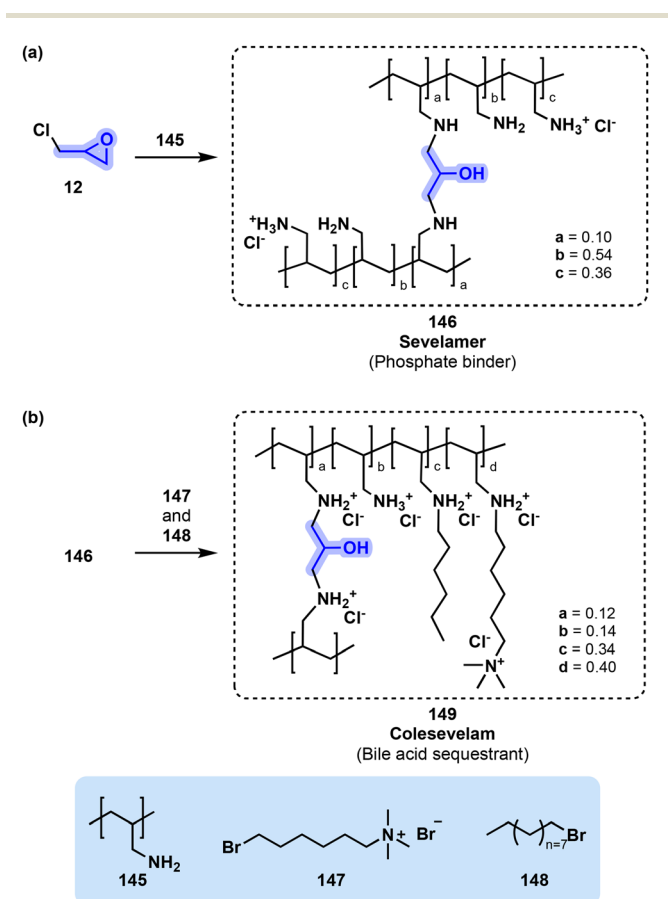 (a)
Cl
O
12
145
a
b
c
NH
NH2
NH3+ Cl-
OH
+H3N
Cl-
H2N
NH
c
b
a
a = 0.10
b = 0.54
c = 0.36
146
Sevelamer
(Phosphate binder)
(b)
146
147
and
148
a
b
c
d
NH2+
Cl-
NH3+
Cl-
NH2+
Cl-
NH2+
Cl-
OH
NH2+
Cl-
Cl-
N+
a = 0.12
b = 0.14
c = 0.34
d = 0.40
149
Colesevelam
(Bile acid sequestrant)
NH2
145
Br
N+
Br-
147
n=7
Br
148